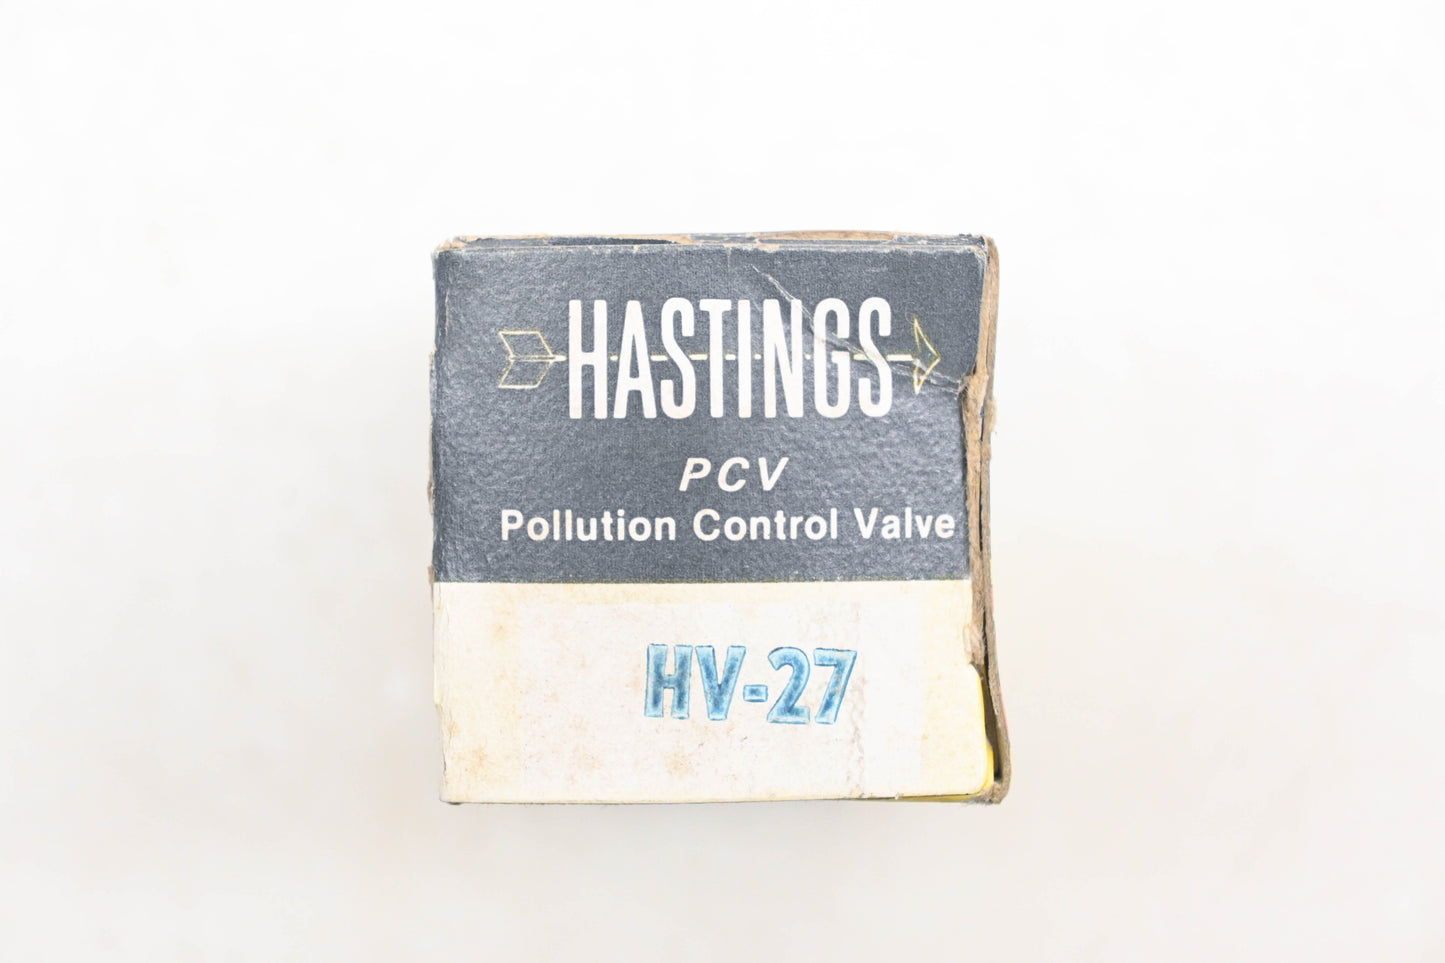 HASTINGS
PCV
Pollution Control Valve
HV-27